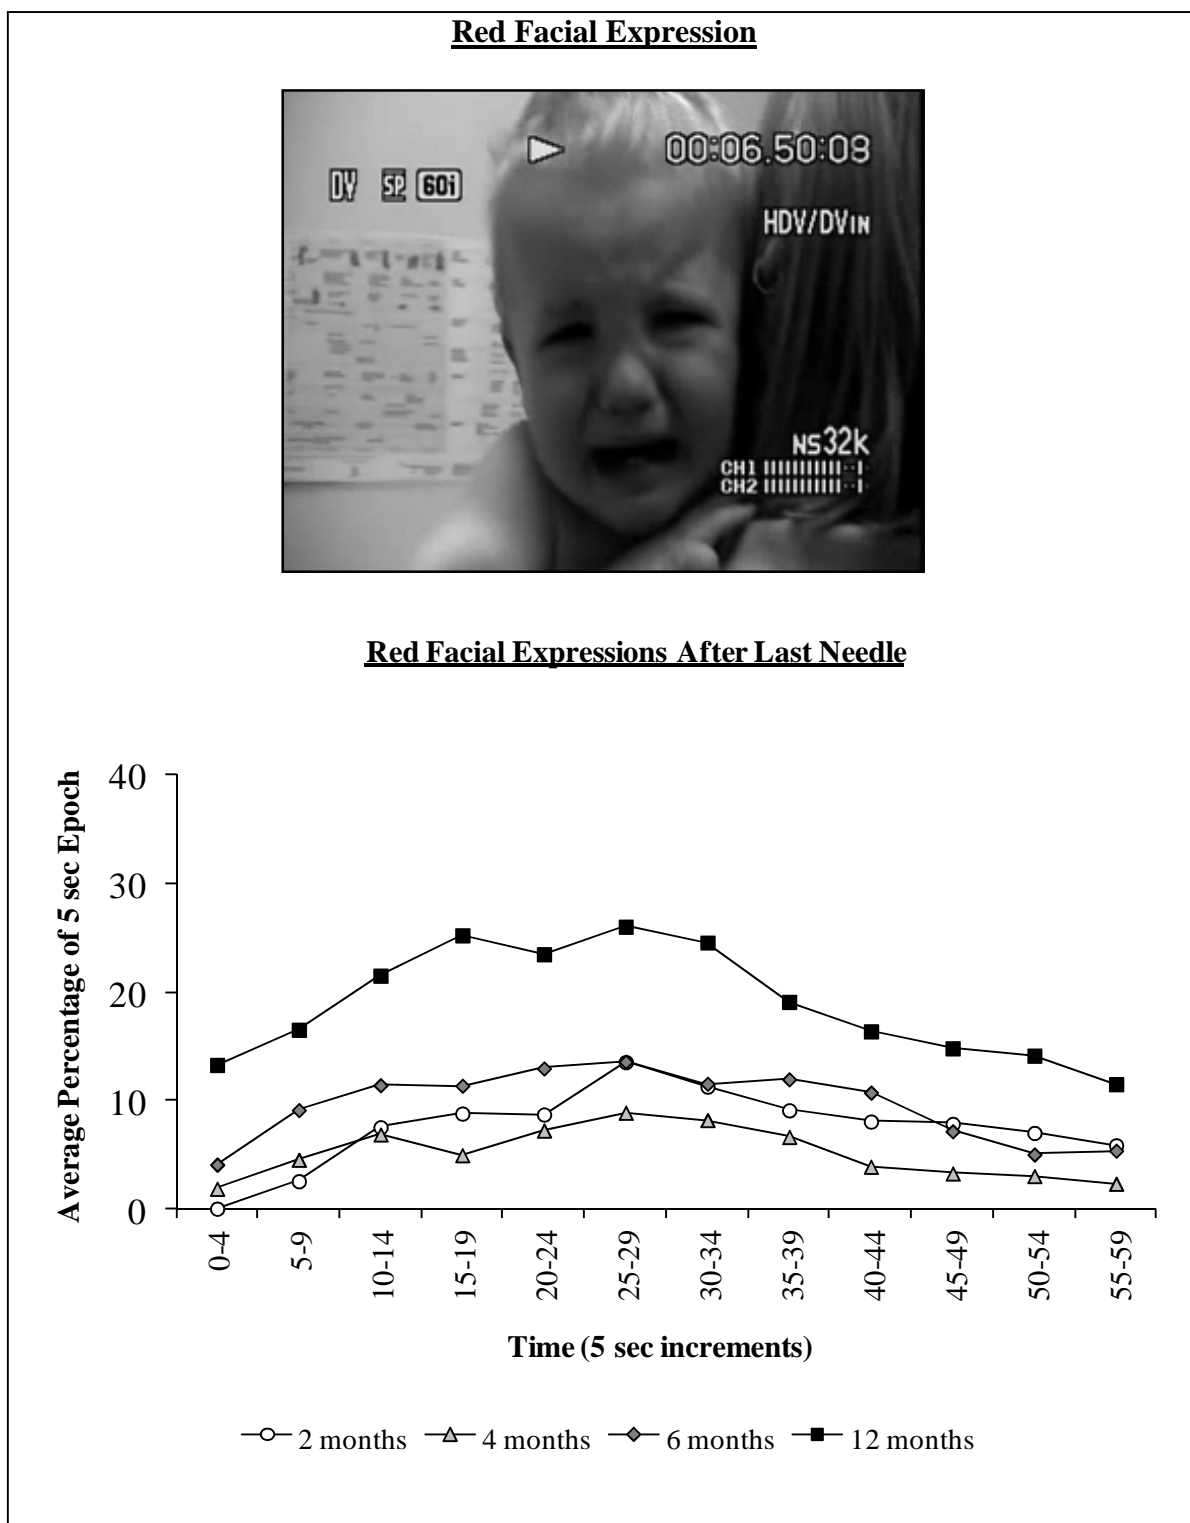 Red Facial Expression
00:06.50:08
DV SP 60i
HDV/DVIN
NS32K
CH1
CH2
Red Facial Expressions After Last Needle
Average Percentage of 5 sec Epoch
40
30
20
10
0
0-4
5-9
10-14
15-19
20-24
25-29
30-34
35-39
40-44
45-49
50-54
55-59
Time (5 sec increments)
2 months
4 months
6 months
12 months